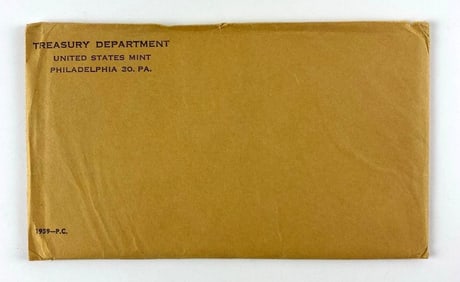 TREASURY DEPARTMENT
UNITED STATES MINT
PHILADELPHIA 30, PA.
1959—P.C.